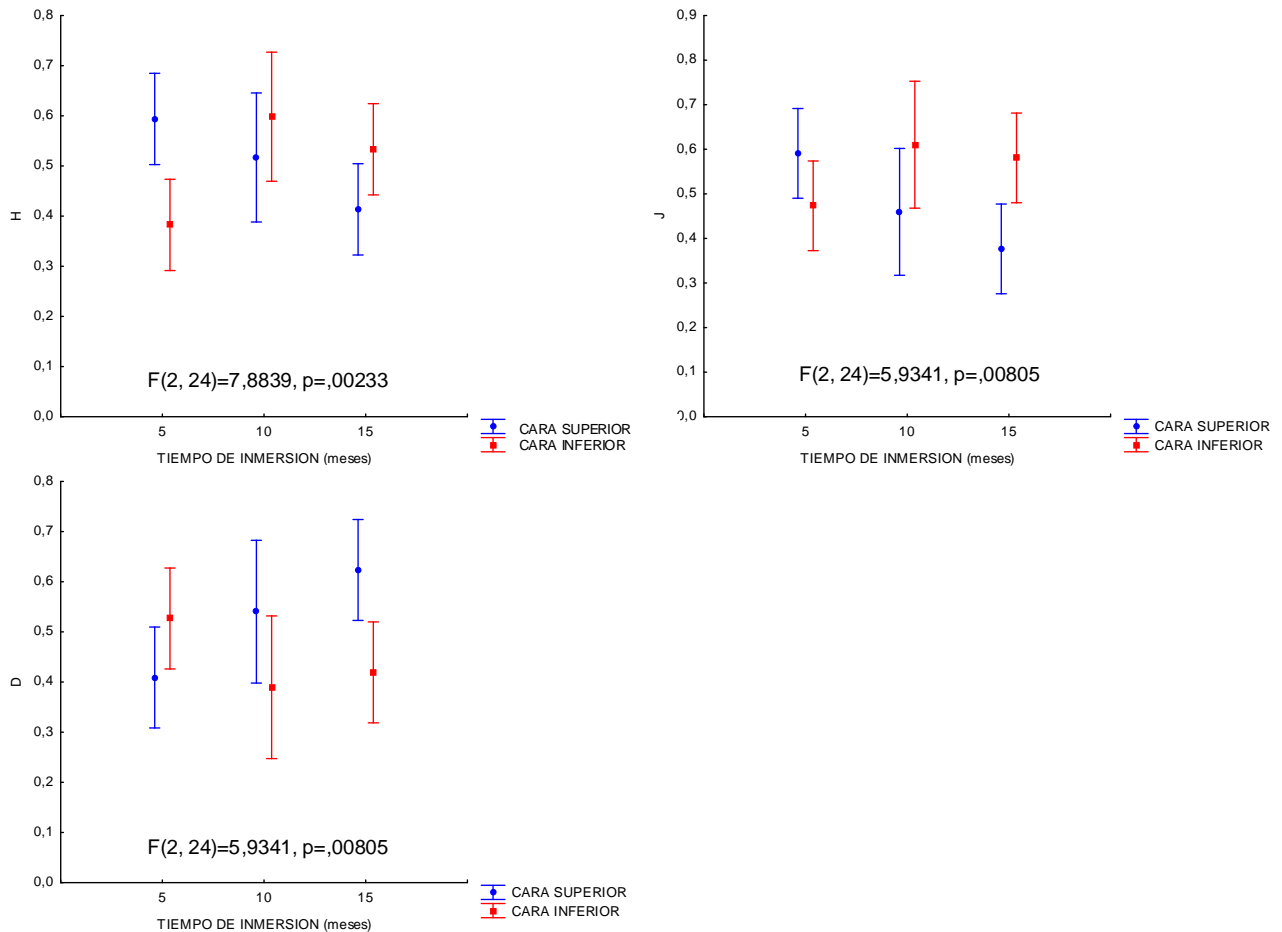 0,8
0,7
0,6
0,5
0,4
0,3
0,2
0,1
0,0
H
F(2, 24)=7,8839, p=,00233
5 10 15
TIEMPO DE INMERSION (meses)
CARA SUPERIOR
CARA INFERIOR
0,9
0,8
0,7
0,6
0,5
0,4
0,3
0,2
0,1
0,0
J
F(2, 24)=5,9341, p=,00805
5 10 15
TIEMPO DE INMERSION (meses)
CARA SUPERIOR
CARA INFERIOR
0,8
0,7
0,6
0,5
0,4
0,3
0,2
0,1
0,0
D
F(2, 24)=5,9341, p=,00805
5 10 15
TIEMPO DE INMERSION (meses)
CARA SUPERIOR
CARA INFERIOR